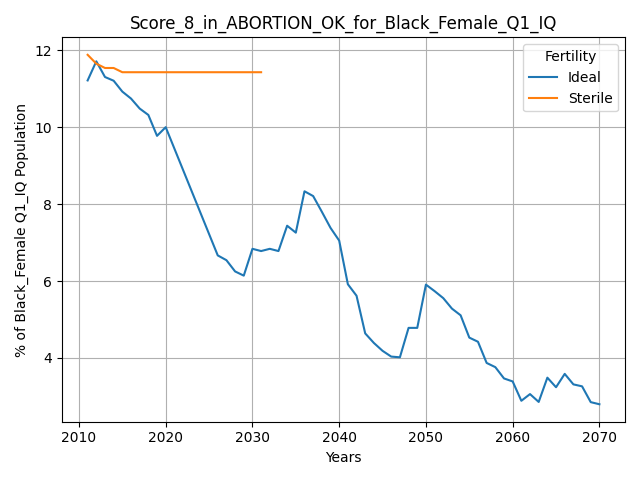 Score_8_in_ABORTION_OK_for_Black_Female_Q1_IQ
% of Black_Female Q1_IQ Population
12
10
8
6
4
Fertility
Ideal
Sterile
2010 2020 2030 2040 2050 2060 2070
Years